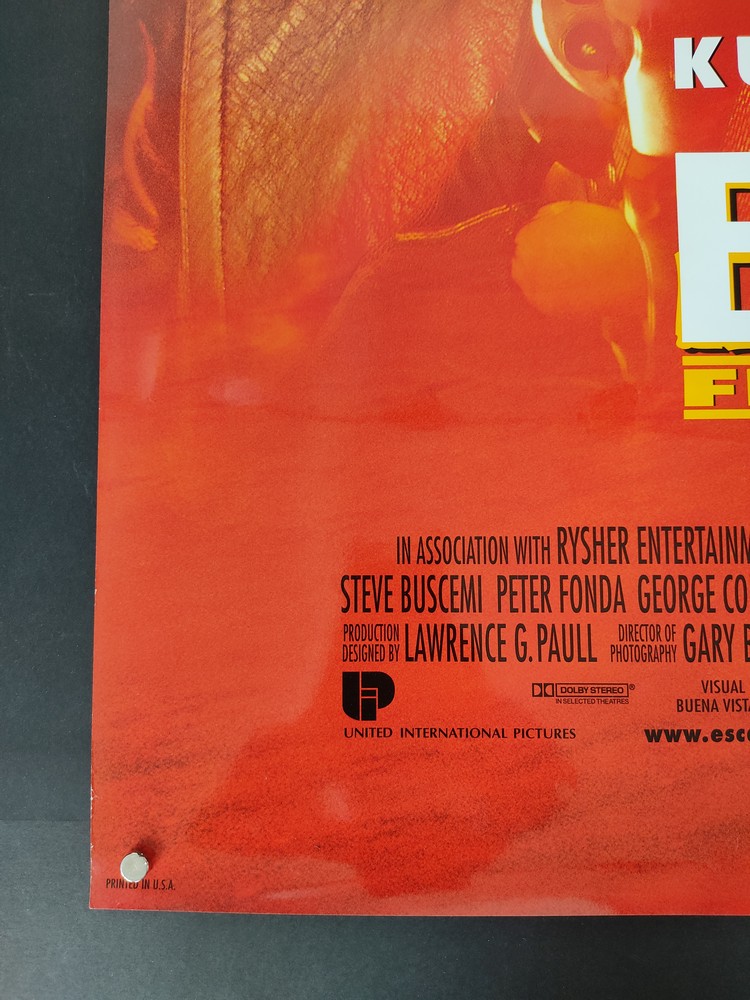 KU
E
F
IN ASSOCIATION WITH RYSHER ENTERTAINM
STEVE BUSCEMI PETER FONDA GEORGE CO
PRODUCTION DESIGNED BY LAWRENCE G. PAULL DIRECTOR OF PHOTOGRAPHY GARY B
DOLBY STEREO®
IN SELECTED THEATRES
VISUAL
BUENA VISTA
UNITED INTERNATIONAL PICTURES
www.esc
PRINTED IN U.S.A.